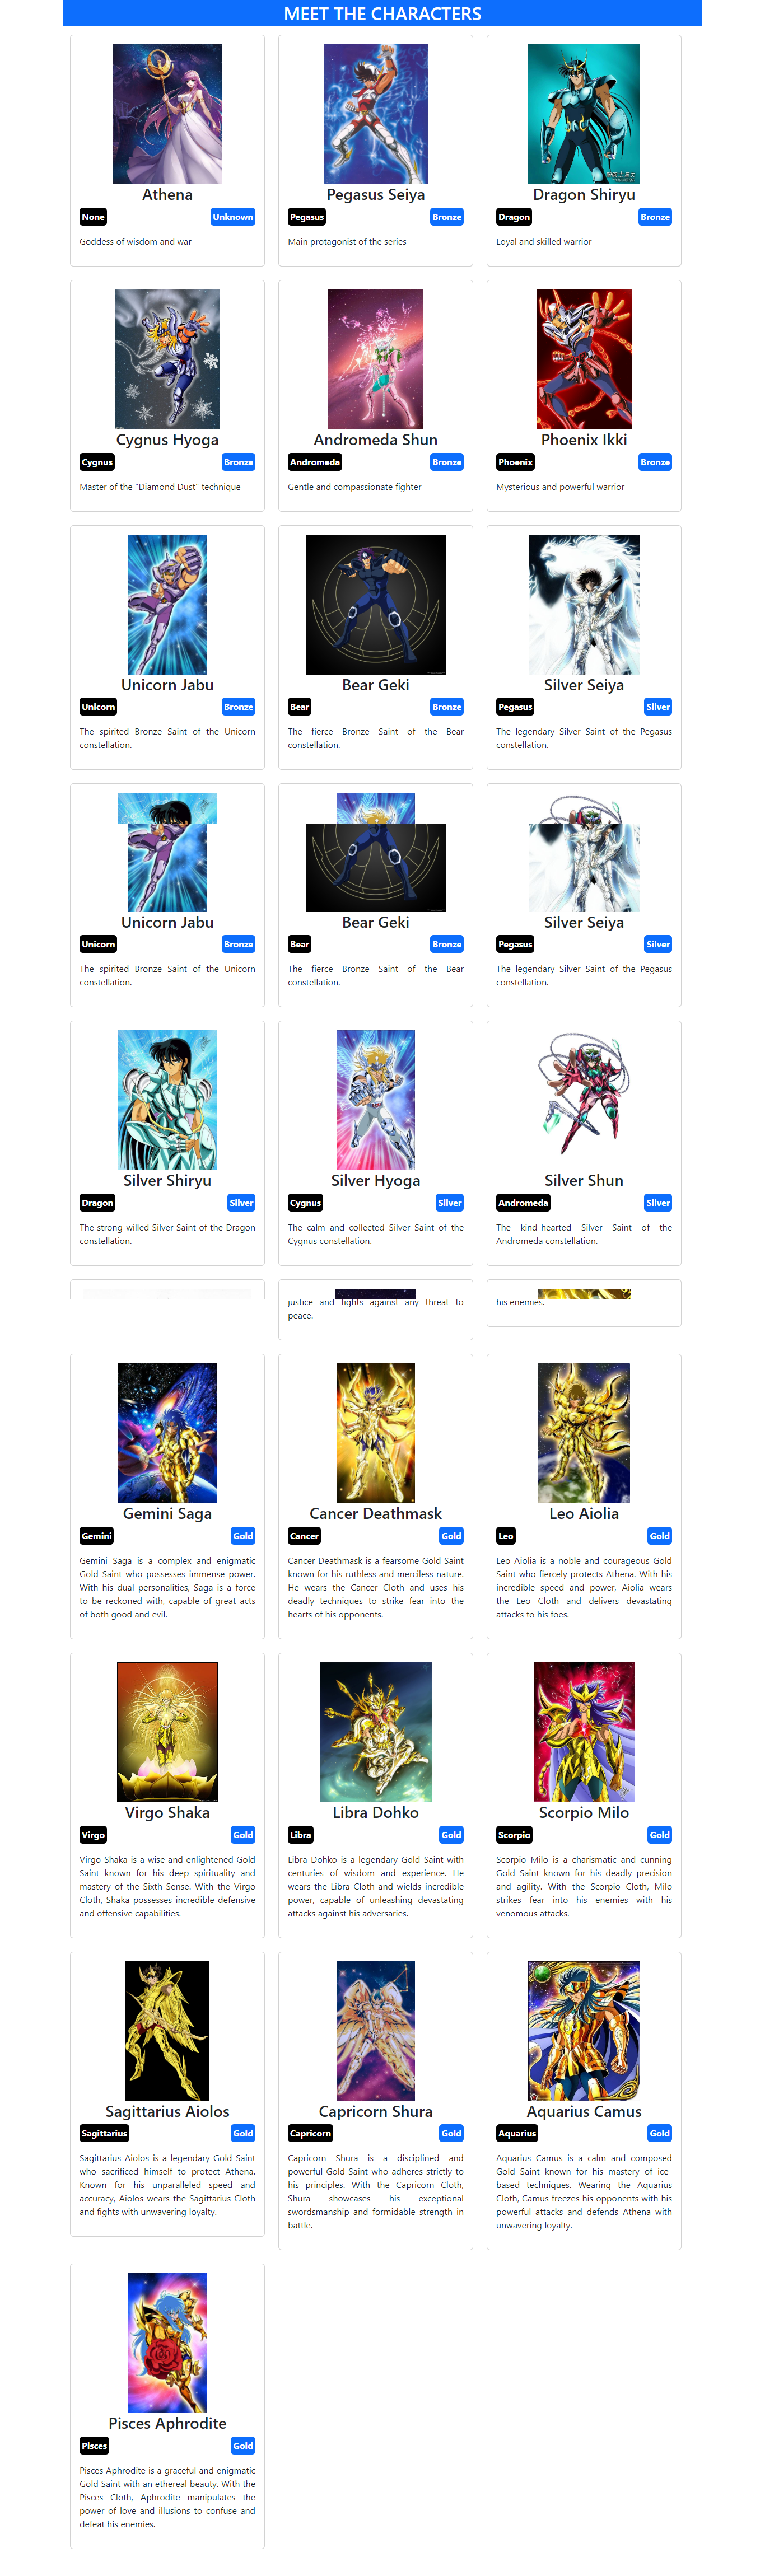 MEET THE CHARACTERS
Athena
None
Unknown
Goddess of wisdom and war
Pegasus Seiya
Pegasus
Bronze
Main protagonist of the series
Dragon Shiryu
Dragon
Bronze
Loyal and skilled warrior
Cygnus Hyoga
Cygnus
Bronze
Master of the "Diamond Dust" technique
Andromeda Shun
Andromeda
Bronze
Gentle and compassionate fighter
Phoenix Ikki
Phoenix
Bronze
Mysterious and powerful warrior
Unicorn Jabu
Unicorn
Bronze
The spirited Bronze Saint of the Unicorn
constellation.
Bear Geki
Bear
Bronze
The fierce Bronze Saint of the Bear
constellation.
Silver Seiya
Pegasus
Silver
The legendary Silver Saint of the Pegasus
constellation.
Unicorn Jabu
Unicorn
Bronze
The spirited Bronze Saint of the Unicorn
constellation.
Bear Geki
Bear
Bronze
The fierce Bronze Saint of the Bear
constellation.
Silver Seiya
Pegasus
Silver
The legendary Silver Saint of the Pegasus
constellation.
Silver Shiryu
Dragon
Silver
The strong-willed Silver Saint of the Dragon
constellation.
Silver Hyoga
Cygnus
Silver
The calm and collected Silver Saint of the
Cygnus constellation.
Silver Shun
Andromeda
Silver
The kind-hearted Silver Saint of the
Andromeda constellation.
justice and fights against any threat to
peace.
his enemies.
Gemini Saga
Gemini
Gold
Gemini Saga is a complex and enigmatic
Gold Saint who possesses immense power.
With his dual personalities, Saga is a force
to be reckoned with, capable of great acts
of both good and evil.
Cancer Deathmask
Cancer
Gold
Cancer Deathmask is a fearsome Gold Saint
known for his ruthless and merciless nature.
He wears the Cancer Cloth and uses his
deadly techniques to strike fear into the
hearts of his opponents.
Leo Aiolia
Leo
Gold
Leo Aiolia is a noble and courageous Gold
Saint who fiercely protects Athena. With his
incredible speed and power, Aiolia wears
the Leo Cloth and delivers devastating
attacks to his foes.
Virgo Shaka
Virgo
Gold
Virgo Shaka is a wise and enlightened Gold
Saint known for his deep spirituality and
mastery of the Sixth Sense. With the Virgo
Cloth, Shaka possesses incredible defensive
and offensive capabilities.
Libra Dohko
Libra
Gold
Libra Dohko is a legendary Gold Saint with
centuries of wisdom and experience. He
wears the Libra Cloth and wields incredible
power, capable of unleashing devastating
attacks against his adversaries.
Scorpio Milo
Scorpio
Gold
Scorpio Milo is a charismatic and cunning
Gold Saint known for his deadly precision
and agility. With the Scorpio Cloth, Milo
strikes fear into his enemies with his
venomous attacks.
Sagittarius Aiolos
Sagittarius
Gold
Sagittarius Aiolos is a legendary Gold Saint
who sacrificed himself to protect Athena.
Known for his unparalleled speed and
accuracy, Aiolos wears the Sagittarius Cloth
and fights with unwavering loyalty.
Capricorn Shura
Capricorn
Gold
Capricorn Shura is a disciplined and
powerful Gold Saint who adheres strictly to
his principles. With the Capricorn Cloth,
Shura showcases his exceptional
swordsmanship and formidable strength in
battle.
Aquarius Camus
Aquarius
Gold
Aquarius Camus is a calm and composed
Gold Saint known for his mastery of ice-
based techniques. Wearing the Aquarius
Cloth, Camus freezes his opponents with his
powerful attacks and defends Athena with
unwavering loyalty.
Pisces Aphrodite
Pisces
Gold
Pisces Aphrodite is a graceful and enigmatic
Gold Saint with an ethereal beauty. With the
Pisces Cloth, Aphrodite manipulates the
power of love and illusions to confuse and
defeat his enemies.